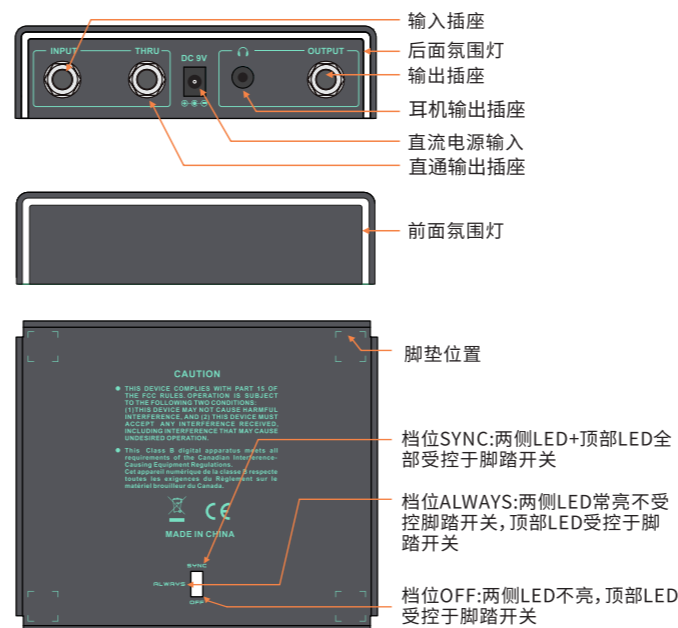 输入插座
后面氛围灯
输出插座
耳机输出插座
直流电源输入
直通输出插座
INPUT
THRU
DC 9V
OUTPUT
前面氛围灯
脚垫位置
CAUTION
THIS DEVICE COMPLIES WITH PART 15 OF
THE FCC RULES. OPERATION IS SUBJECT
TO THE FOLLOWING TWO CONDITIONS:
(1)THIS DEVICE MAY NOT CAUSE HARMFUL
INTERFERENCE, AND (2) THIS DEVICE MUST
ACCEPT ANY INTERFERENCE RECEIVED,
INCLUDING INTERFERENCE THAT MAY CAUSE
UNDESIRED OPERATION.
This Class B digital apparatus meets all
requirements of the Canadian Interference-
Causing Equipment Regulations.
Cet appareil numérique de la classe B respecte
toutes les exigences du Règlement sur le
matériel brouilleur du Canada.
CE
MADE IN CHINA
SYNC
ALWAYS
OFF
档位SYNC:两侧LED+顶部LED全
部受控于脚踏开关
档位ALWAYS:两侧LED常亮不受
控脚踏开关,顶部LED受控于脚
踏开关
档位OFF:两侧LED不亮,顶部LED
受控于脚踏开关